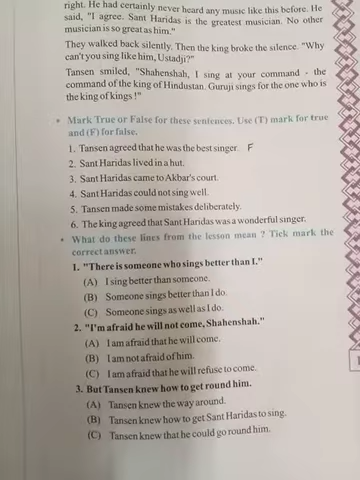 right. He had certainly never heard any music like this before. He
said, "I agree. Sant Haridas is the greatest musician. No other
musician is so great as him."
They walked back silently. Then the king broke the silence. "Why
can't you sing like him, Ustadji?"
Tansen smiled, "Shahenshah, I sing at your command - the
command of the king of Hindustan. Guruji sings for the one who is
the king of kings !"
• Mark True or False for these sentences. Use (T) mark for true
and (F) for false.
1. Tansen agreed that he was the best singer. F
2. Sant Haridas lived in a hut.
3. Sant Haridas came to Akbar's court.
4. Sant Haridas could not sing well.
5. Tansen made some mistakes deliberately.
6. The king agreed that Sant Haridas was a wonderful singer.
• What do these lines from the lesson mean ? Tick mark the
correct answer.
1. "There is someone who sings better than I."
(A) I sing better than someone.
(B) Someone sings better than I do.
(C) Someone sings as well as I do.
2. "I'm afraid he will not come, Shahenshah."
(A) I am afraid that he will come.
(B) I am not afraid of him.
(C) I am afraid that he will refuse to come.
3. But Tansen knew how to get round him.
(A) Tansen knew the way around.
(B) Tansen knew how to get Sant Haridas to sing.
(C) Tansen knew that he could go round him.